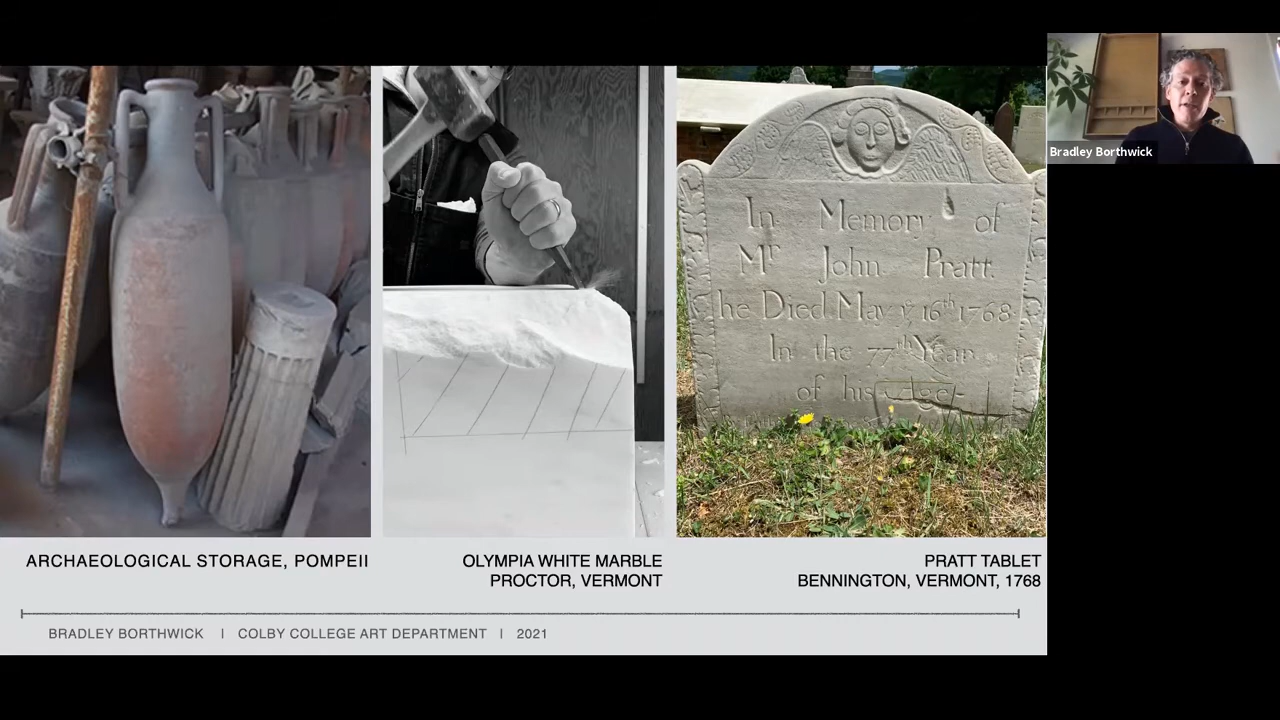 In Memory of
Mr John Pratt.
he Died May ye 16th 1768
In the 77th Year
of his Age
ARCHAEOLOGICAL STORAGE, POMPEII
OLYMPIA WHITE MARBLE
PROCTOR, VERMONT
PRATT TABLET
BENNINGTON, VERMONT, 1768
BRADLEY BORTHWICK | COLBY COLLEGE ART DEPARTMENT | 2021
Bradley Borthwick